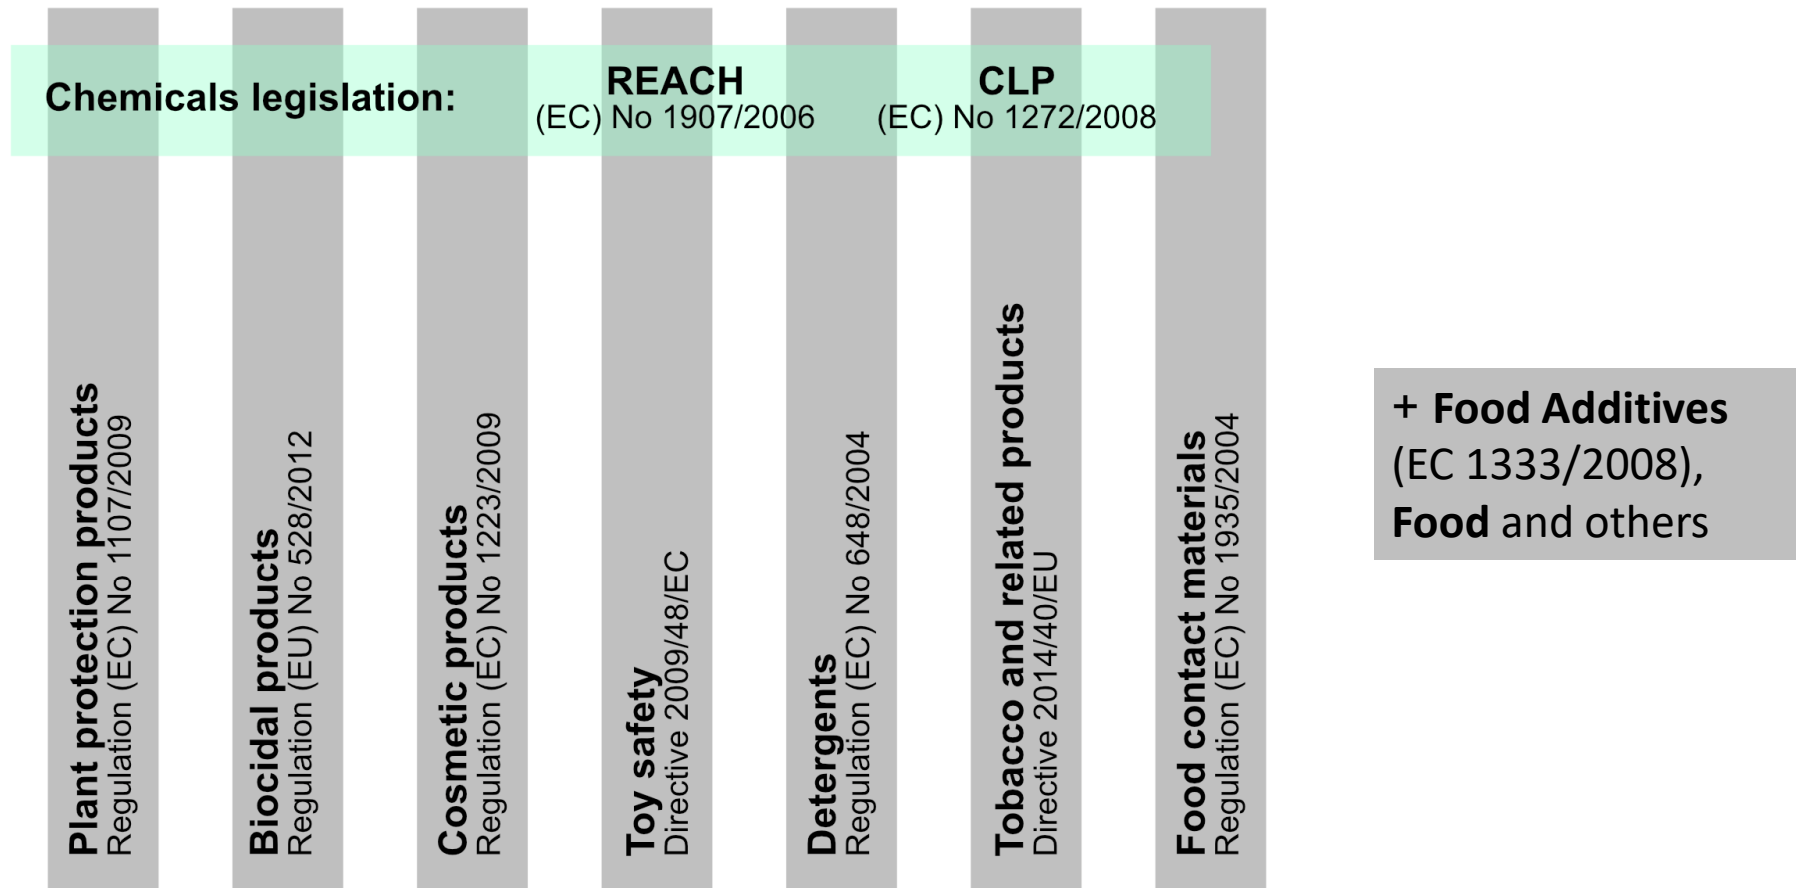 Chemicals legislation:
REACH
(EC) No 1907/2006
CLP
(EC) No 1272/2008
Plant protection products
Regulation (EC) No 1107/2009
Biocidal products
Regulation (EU) No 528/2012
Cosmetic products
Regulation (EC) No 1223/2009
Toy safety
Directive 2009/48/EC
Detergents
Regulation (EC) No 648/2004
Tobacco and related products
Directive 2014/40/EU
Food contact materials
Regulation (EC) No 1935/2004
+ Food Additives
(EC 1333/2008),
Food and others